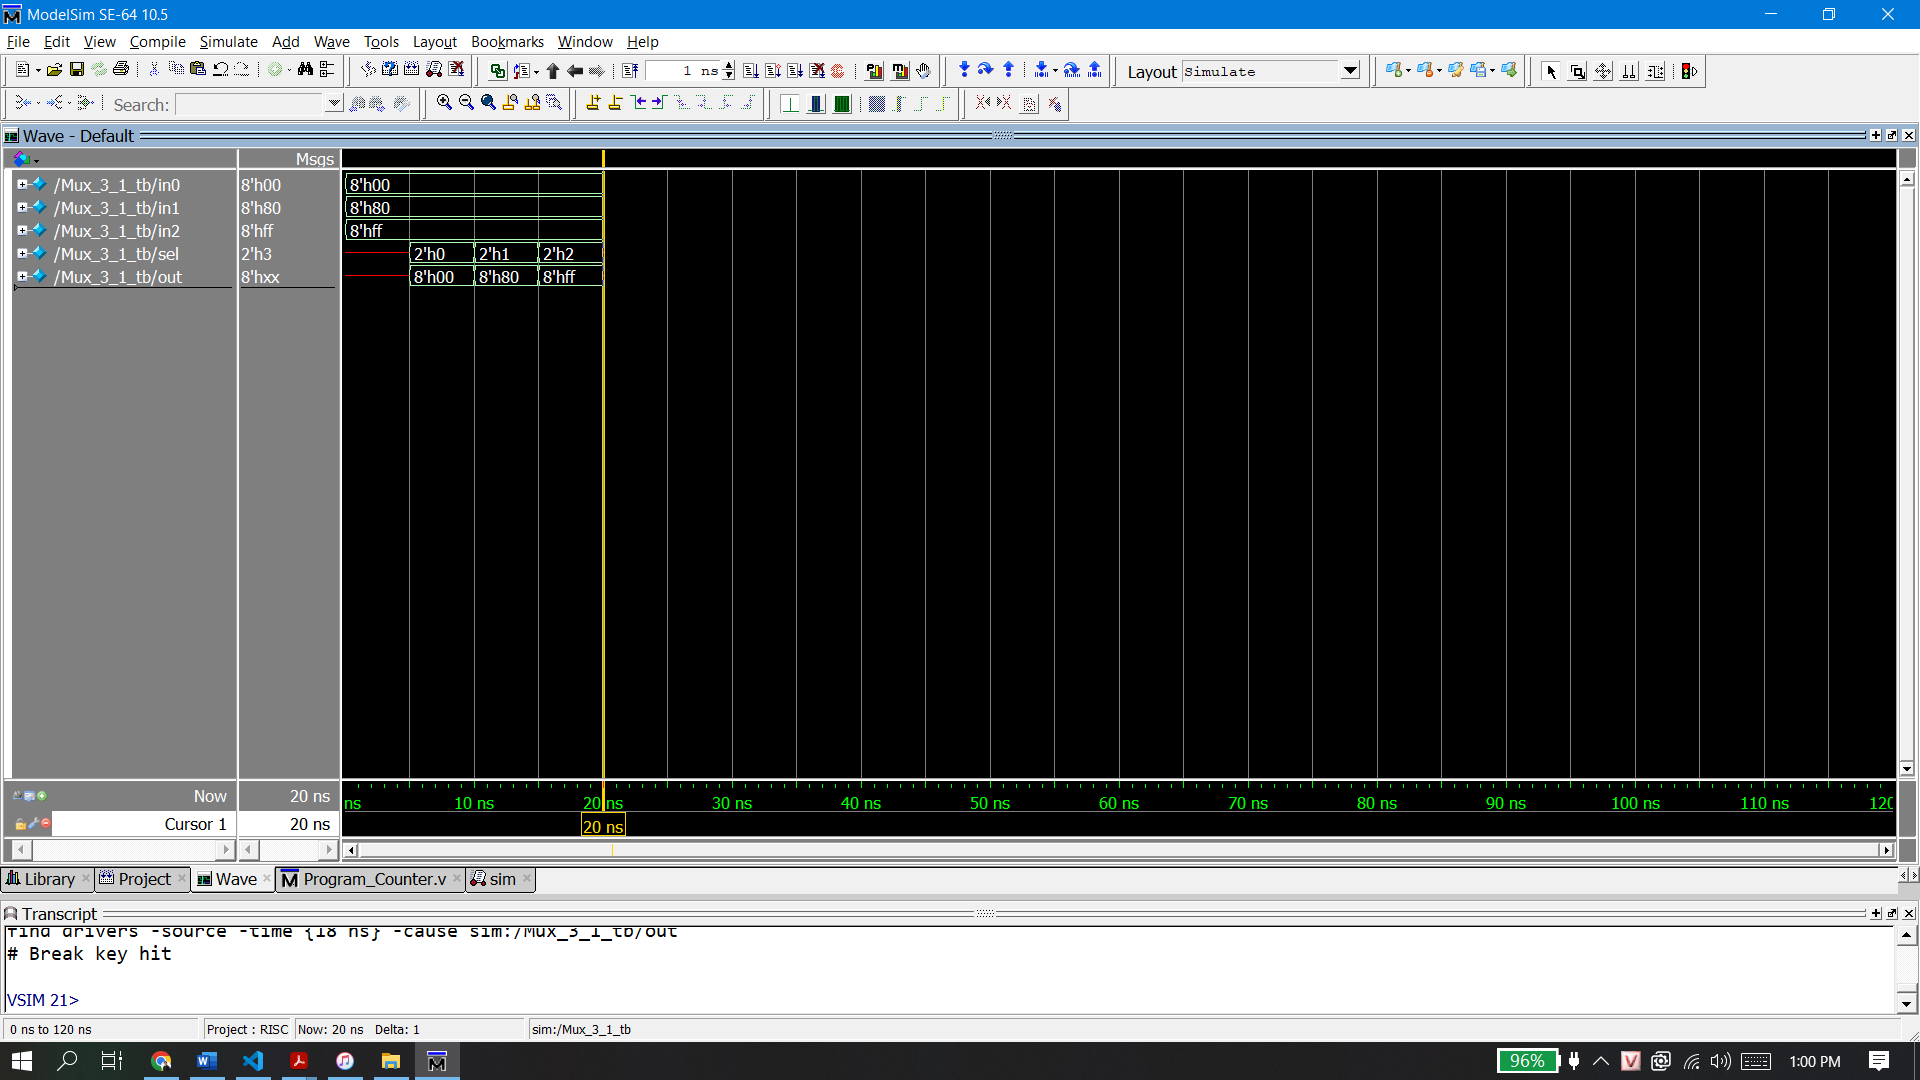 ModelSim SE-64 10.5
File Edit View Compile Simulate Add Wave Tools Layout Bookmarks Window Help
1 ns Layout Simulate
Search:
Wave - Default
Msgs
/Mux_3_1_tb/in0 8'h00 8'h00
/Mux_3_1_tb/in1 8'h80 8'h80
/Mux_3_1_tb/in2 8'hff 8'hff
/Mux_3_1_tb/sel 2'h3 2'h0 2'h1 2'h2
/Mux_3_1_tb/out 8'hxx 8'h00 8'h80 8'hff
Now 20 ns ns 10 ns 20 ns 30 ns 40 ns 50 ns 60 ns 70 ns 80 ns 90 ns 100 ns 110 ns 120
Cursor 1 20 ns 20 ns
Library Project Wave Program_Counter.v sim
Transcript
find drivers -source -time {18 ns} -cause sim:/Mux_3_1_tb/out
# Break key hit
VSIM 21>
0 ns to 120 ns Project : RISC Now: 20 ns Delta: 1 sim:/Mux_3_1_tb
96% 1:00 PM